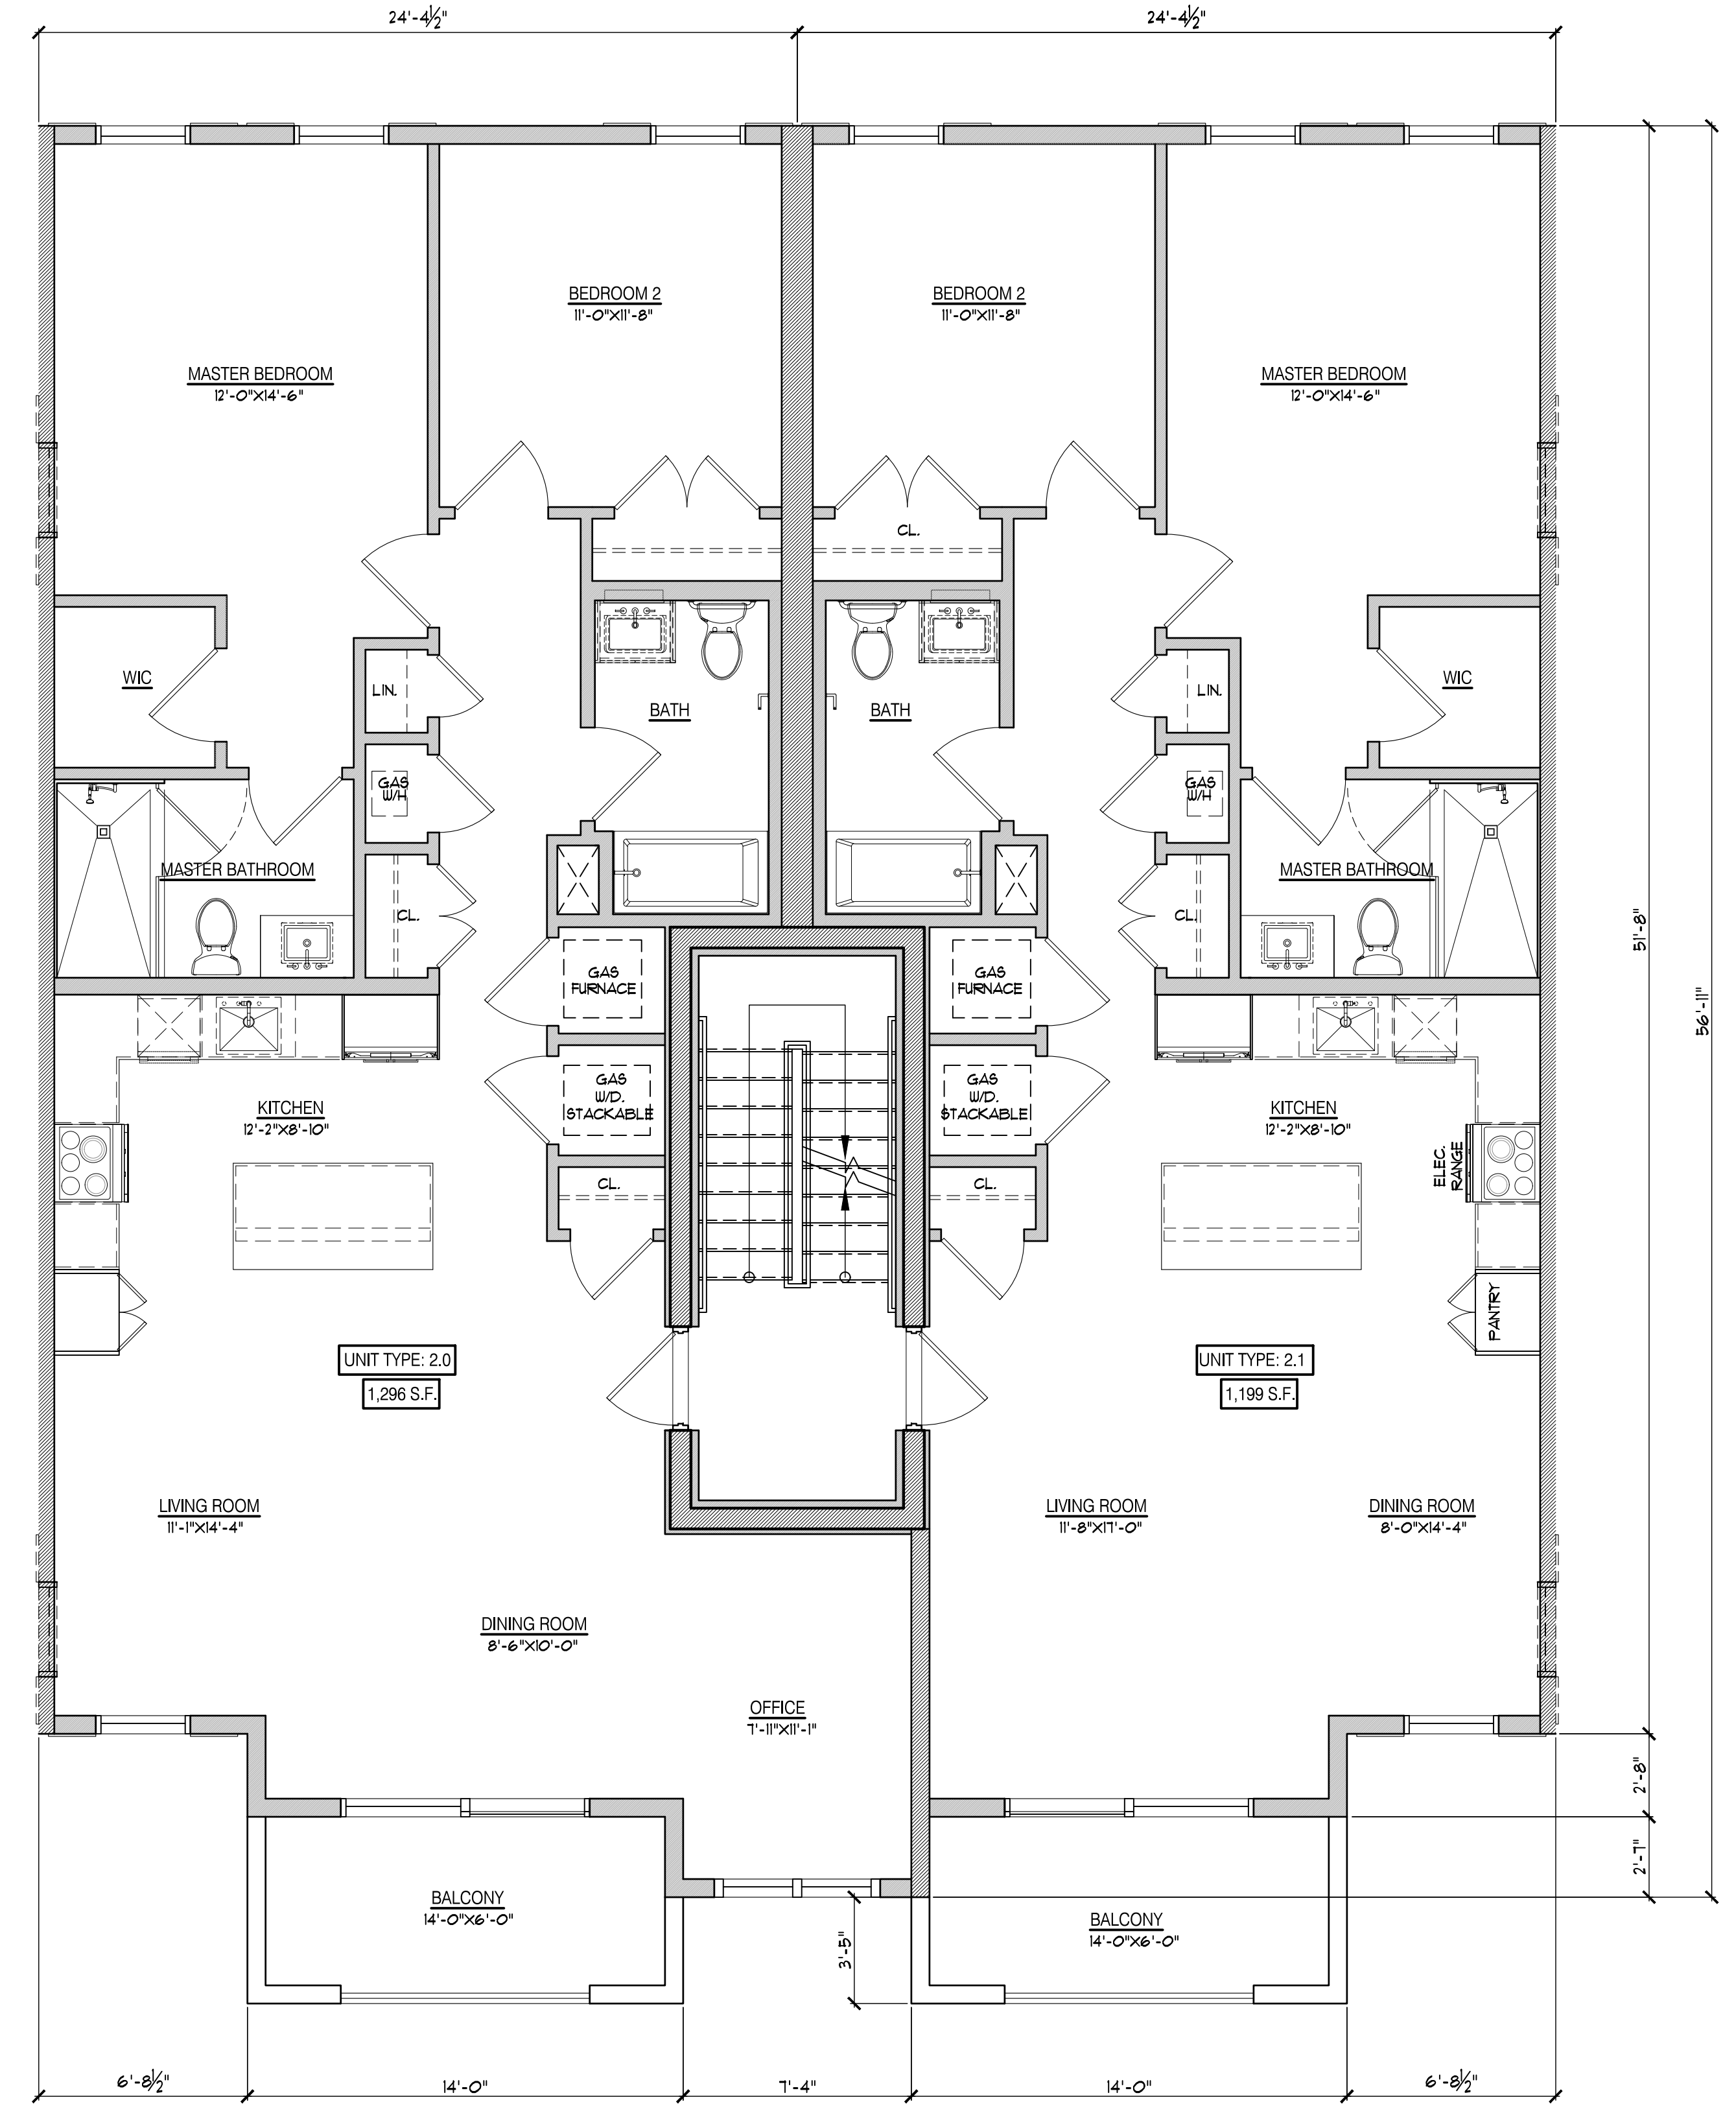 24'-4½"
24'-4½"
BEDROOM 2
11'-0"X11'-8"
BEDROOM 2
11'-0"X11'-8"
MASTER BEDROOM
12'-0"X14'-6"
MASTER BEDROOM
12'-0"X14'-6"
CL.
WIC
LIN.
BATH
BATH
LIN.
WIC
GAS
W/H
GAS
W/H
MASTER BATHROOM
MASTER BATHROOM
CL.
CL.
51'-8"
GAS
FURNACE
GAS
FURNACE
56'-11"
GAS
W/D.
STACKABLE
GAS
W/D.
STACKABLE
KITCHEN
12'-2"X8'-10"
KITCHEN
12'-2"X8'-10"
ELEC.
RANGE
CL.
CL.
PANTRY
UNIT TYPE: 2.0
1,296 S.F.
UNIT TYPE: 2.1
1,199 S.F.
LIVING ROOM
11'-1"X14'-4"
LIVING ROOM
11'-8"X17'-0"
DINING ROOM
8'-0"X14'-4"
DINING ROOM
8'-6"X10'-0"
OFFICE
7'-11"X11'-1"
2'-8"
2'-7"
BALCONY
14'-0"X6'-0"
BALCONY
14'-0"X6'-0"
3'-5"
6'-8½"
14'-0"
7'-4"
14'-0"
6'-8½"